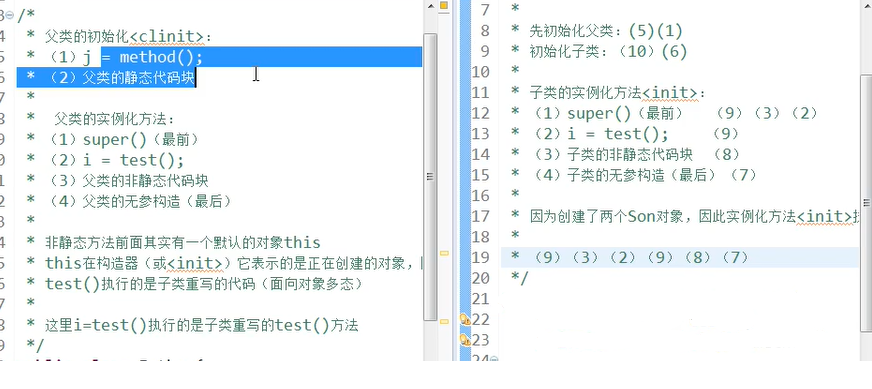 /*
* 父类的初始化<clinit>:
* (1) j = method();
* (2) 父类的静态代码块
*
* 父类的实例化方法:
* (1) super()(最前)
* (2) i = test();
* (3) 父类的非静态代码块
* (4) 父类的无参构造(最后)
*
* 非静态方法前面其实有一个默认的对象this
* this在构造器(或<init>)它表示的是正在创建的对象,
* test()执行的是子类重写的代码(面向对象多态)
*
* 这里i=test()执行的是子类重写的test()方法
*/
7 *
8 * 先初始化父类: (5)(1)
9 * 初始化子类: (10)(6)
10 *
11 * 子类的实例化方法<init>:
12 * (1) super()(最前) (9)(3)(2)
13 * (2) i = test(); (9)
14 * (3) 子类的非静态代码块 (8)
15 * (4) 子类的无参构造(最后) (7)
16 *
17 * 因为创建了两个Son对象,因此实例化方法<init>
18 *
19 * (9)(3)(2)(9)(8)(7)
20 */
21
22
23
24